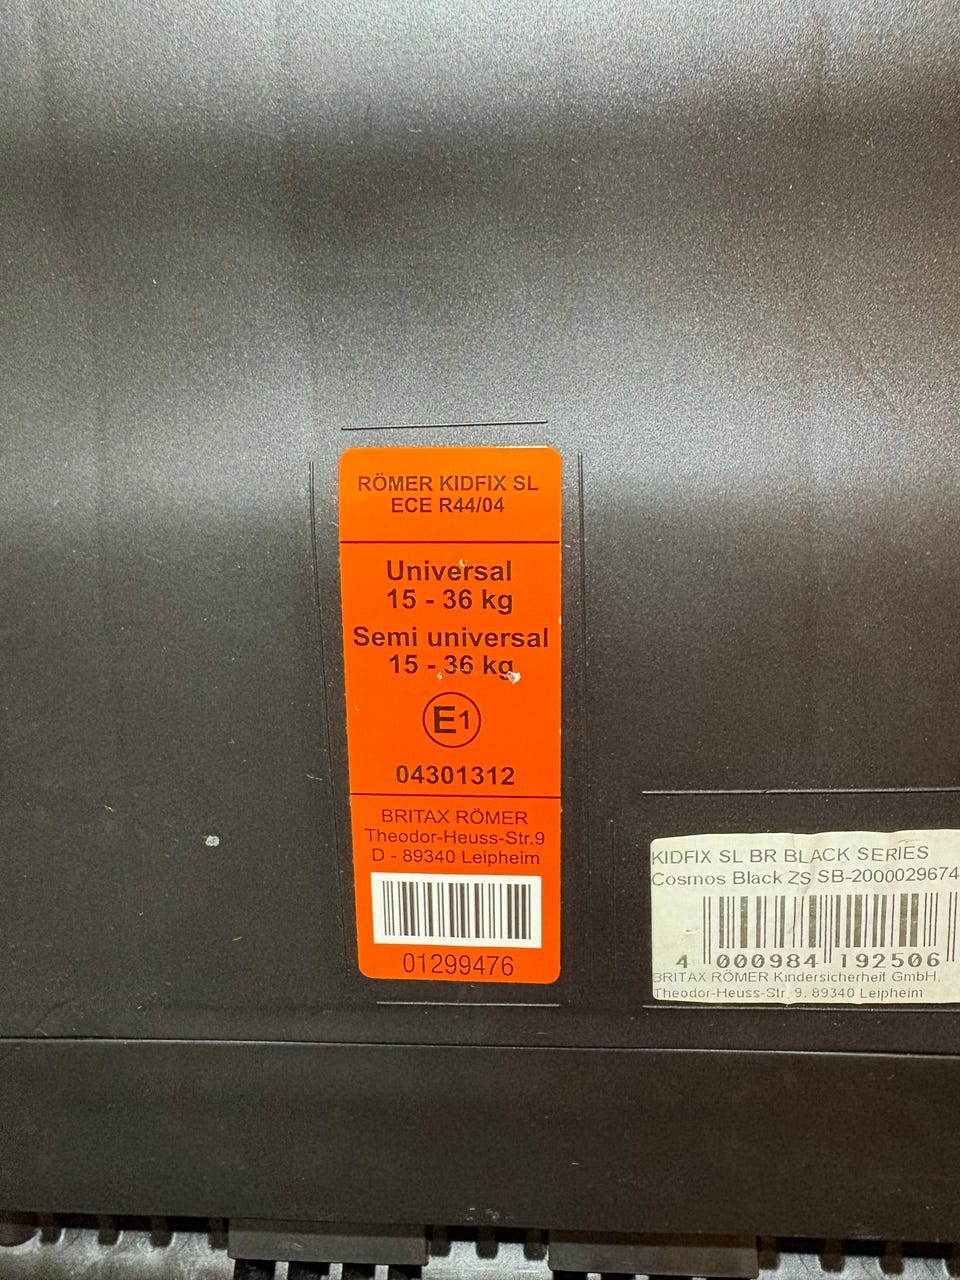 RÖMER KIDFIX SL
ECE R44/04
Universal
15 - 36 kg
Semi universal
15 - 36 kg
E1
04301312
BRITAX RÖMER
Theodor-Heuss-Str.9
D - 89340 Leipheim
01299476
KIDFIX SL BR BLACK SERIES
Cosmos Black ZS SB-2000029674
4 000984 192506
BRITAX RÖMER Kindersicherheit GmbH,
Theodor-Heuss-Str. 9, 89340 Leipheim